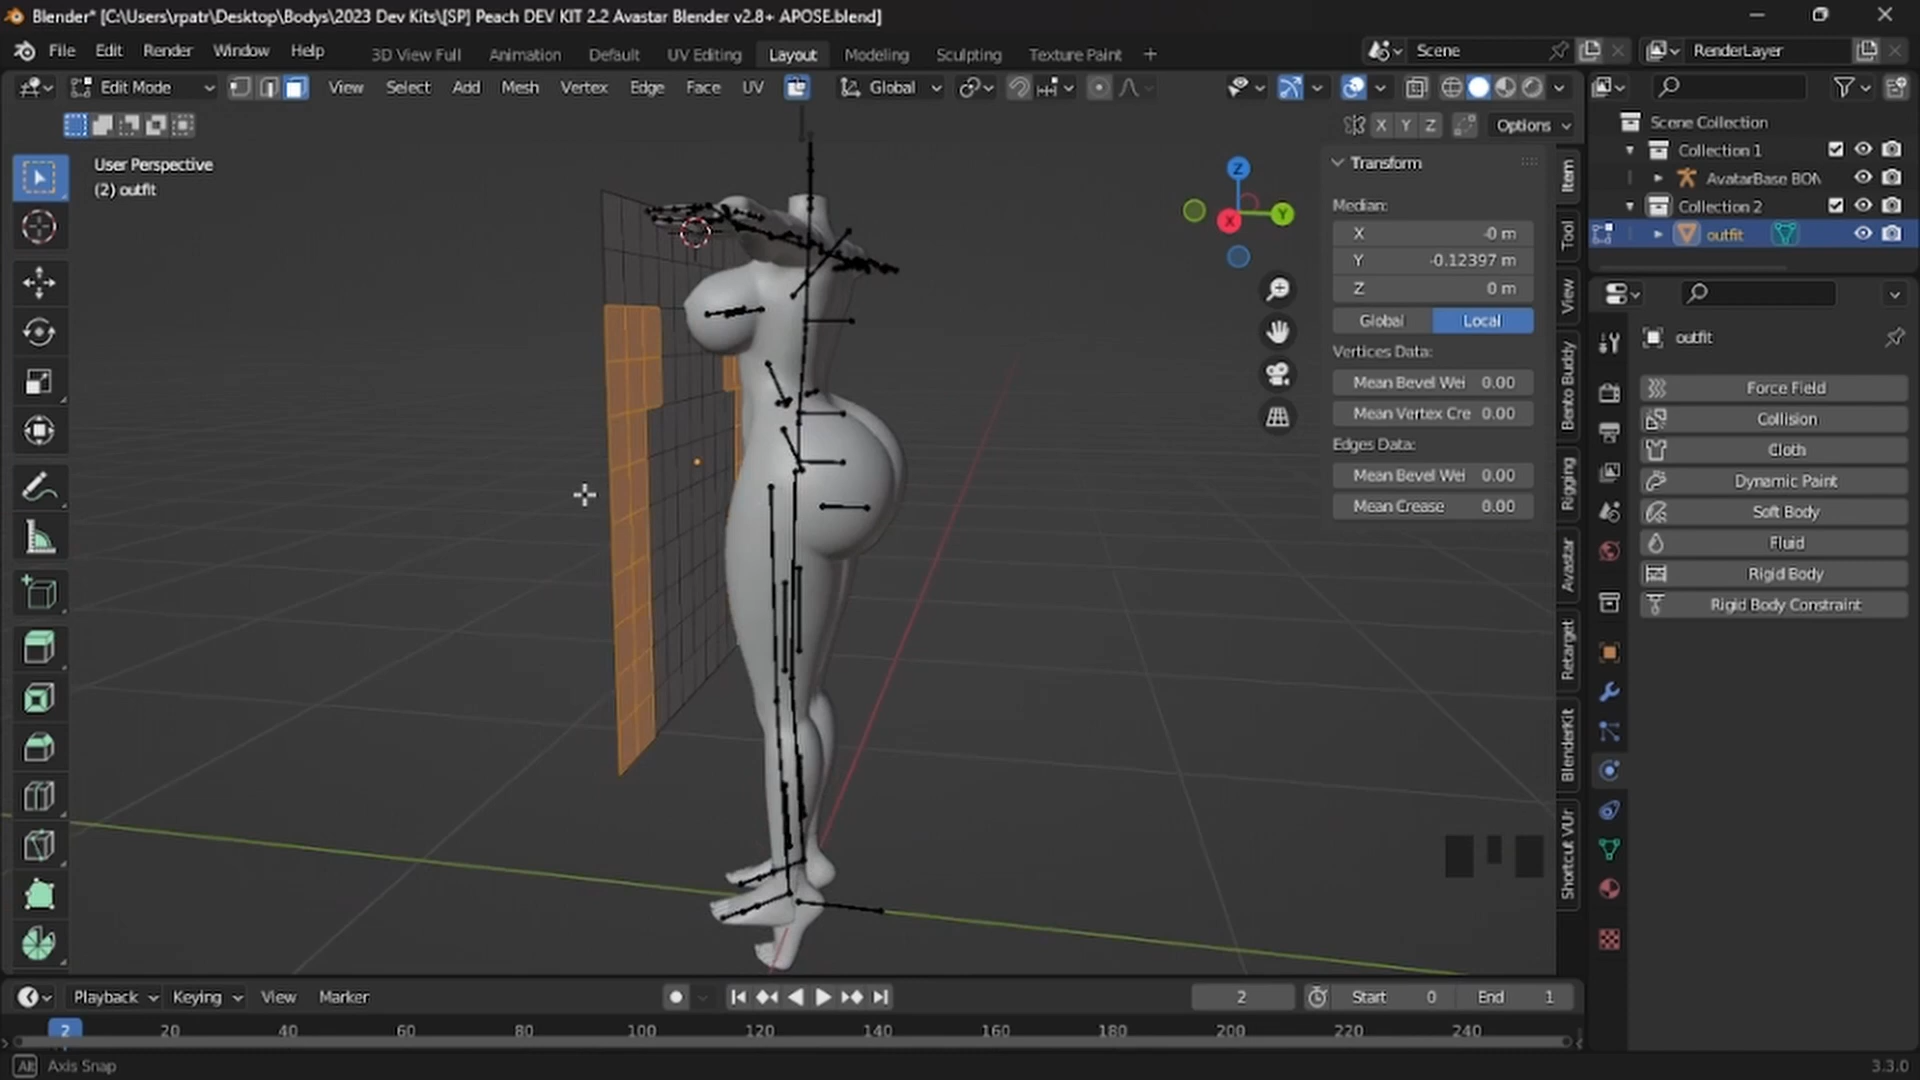 Blender* [C:\Users\rpatr\Desktop\Bodys\2023 Dev Kits\[SP] Peach DEV KIT 2.2 Avastar Blender v2.8+ APOSE.blend]
File Edit Render Window Help 3D View Full Animation Default UV Editing Layout Modeling Sculpting Texture Paint + Scene RenderLayer
Edit Mode View Select Add Mesh Vertex Edge Face UV Global
X Y Z Options
User Perspective
(2) outfit
Z
Y
X
Transform
Median:
X -0 m
Y -0.12397 m
Z 0 m
Global Local
Vertices Data:
Mean Bevel Wei 0.00
Mean Vertex Cre 0.00
Edges Data:
Mean Bevel Wei 0.00
Mean Crease 0.00
Item
Tool
View
Bento Buddy
Rigging
Avastar
Retarget
BlenderKit
Shortcut VUr
Scene Collection
Collection 1
AvatarBase BON
Collection 2
outfit
outfit
Force Field
Collision
Cloth
Dynamic Paint
Soft Body
Fluid
Rigid Body
Rigid Body Constraint
Playback Keying View Marker 2 Start 0 End 1
2 20 40 60 80 100 120 140 160 180 200 220 240
Alt Axis Snap 3.3.0